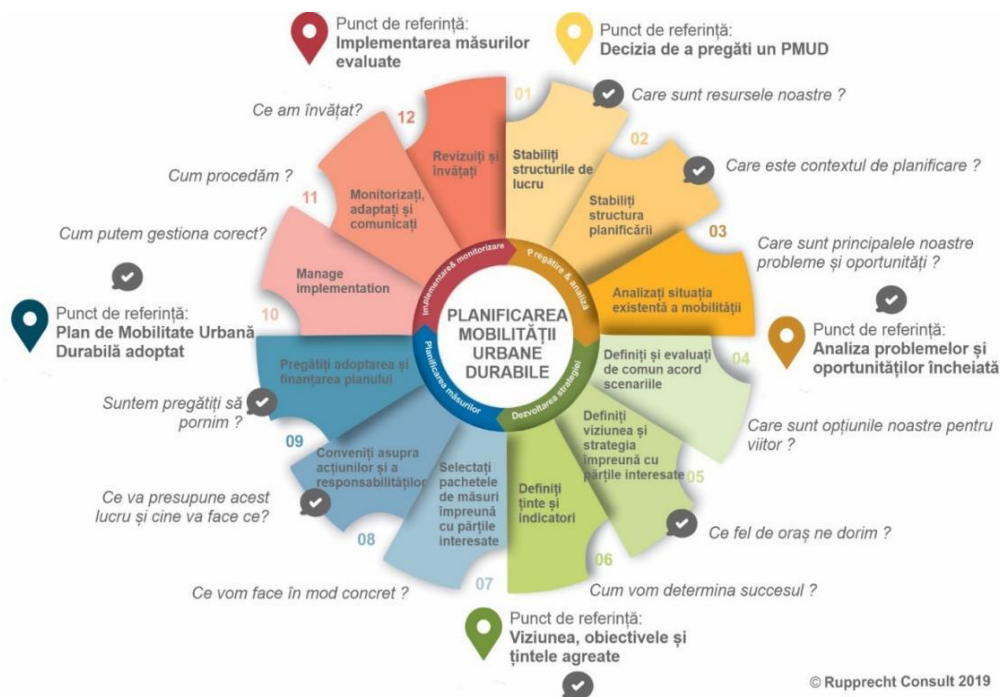 Punct de referință:
Implementarea măsurilor
evaluate
Punct de referință:
Decizia de a pregăti un PMUD
Ce am învățat?
12
Revizuiți și
învățați
01
Stabiliți
structurile de
lucru
Care sunt resursele noastre ?
02
Stabiliți
structura
planificării
Care este contextul de planificare ?
Cum procedăm ?
11
Monitorizați,
adaptați și
comunicați
03
Analizați situația
existentă a mobilității
Care sunt principalele noastre
probleme și oportunități ?
Cum putem gestiona corect?
10
Manage
implementation
Punct de referință:
Plan de Mobilitate Urbană
Durabilă adoptat
Implementare& monitorizare
Pregătire & analiză
PLANIFICAREA
MOBILITĂȚII
URBANE
DURABILE
Planificarea măsurilor
Dezvoltarea strategiei
Punct de referință:
Analiza problemelor și
oportunităților încheiată
04
Definiți și evaluați
de comun acord
scenariile
Care sunt opțiunile noastre pentru
viitor ?
Pregătiți adoptarea și
finanțarea planului
09
Suntem pregătiți să
pornim ?
05
Definiți
viziunea și
strategia
împreună cu
părțile interesate
Ce fel de oraș ne dorim ?
Conveniți asupra
acțiunilor și a
responsabilităților
08
Ce va presupune acest
lucru și cine va face ce?
Selectați
pachetele
de măsuri
împreună
cu părțile
interesate
07
Ce vom face în mod concret ?
Definiți
ținte și
indicatori
06
Cum vom determina succesul ?
Punct de referință:
Viziunea, obiectivele și
țintele agreate
© Rupprecht Consult 2019